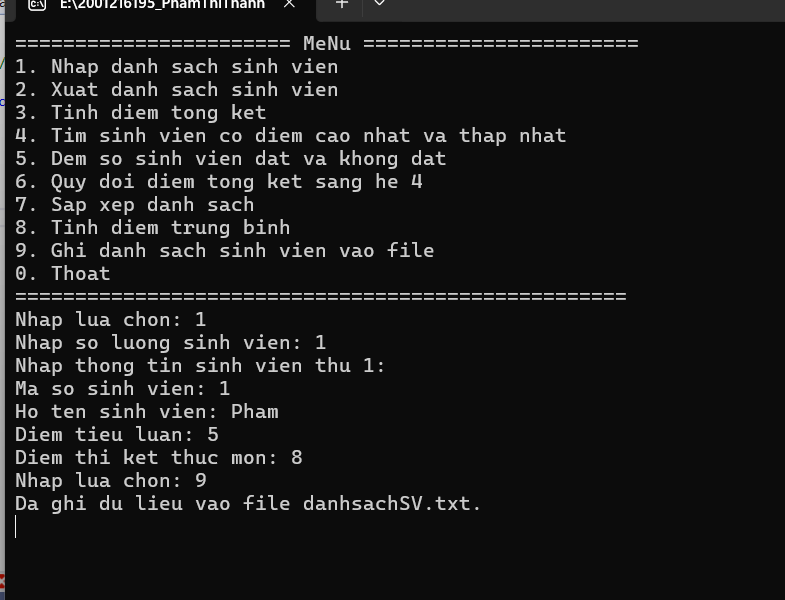 E:\2001216195_PhamThiThanh
======================= MeNu =======================
1. Nhap danh sach sinh vien
2. Xuat danh sach sinh vien
3. Tinh diem tong ket
4. Tim sinh vien co diem cao nhat va thap nhat
5. Dem so sinh vien dat va khong dat
6. Quy doi diem tong ket sang he 4
7. Sap xep danh sach
8. Tinh diem trung binh
9. Ghi danh sach sinh vien vao file
0. Thoat
===================================================
Nhap lua chon: 1
Nhap so luong sinh vien: 1
Nhap thong tin sinh vien thu 1:
Ma so sinh vien: 1
Ho ten sinh vien: Pham
Diem tieu luan: 5
Diem thi ket thuc mon: 8
Nhap lua chon: 9
Da ghi du lieu vao file danhsachSV.txt.